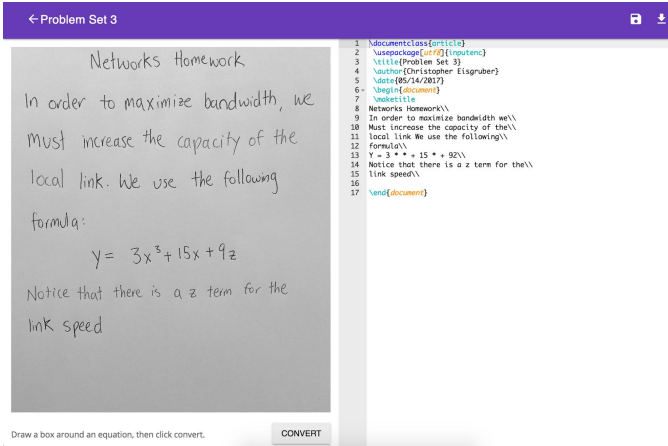 ← Problem Set 3
Networks Homework
In order to maximize bandwidth, we
must increase the capacity of the
local link. We use the following
formula:
y = 3x³ + 15x + 9z
Notice that there is a z term for the
link speed
Draw a box around an equation, then click convert.
CONVERT
1 \documentclass{article}
2 \usepackage[utf8]{inputenc}
3 \title{Problem Set 3}
4 \author{Christopher Eisgruber}
5 \date{05/14/2017}
6 \begin{document}
7 \maketitle
8 Networks Homework\\
9 In order to maximize bandwidth we\\
10 Must increase the capacity of the\\
11 local link We use the following\\
12 formula\\
13 Y = 3 * * + 15 * + 92\\
14 Notice that there is a z term for the\\
15 link speed\\
16
17 \end{document}